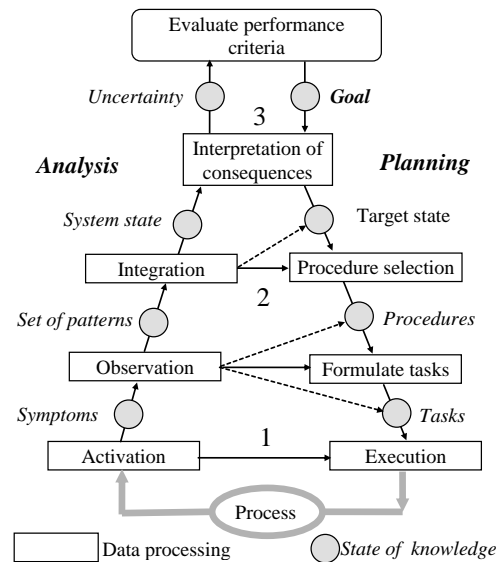 Evaluate performance
criteria
Uncertainty
Goal
3
Analysis
Interpretation of
consequences
Planning
System state
Target state
Integration
Procedure selection
2
Set of patterns
Procedures
Observation
Formulate tasks
Symptoms
Tasks
1
Activation
Execution
Process
Data processing
State of knowledge